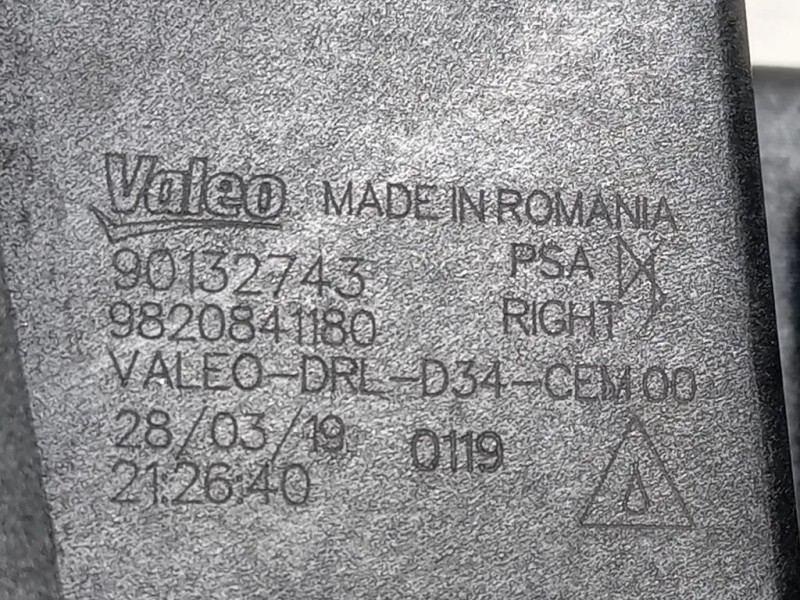 Valeo MADE IN ROMANIA
90132743 PSA
9820841180 RIGHT
VALEO-DRL-D34-CEM 00
28/03/19 0119
21:26:40